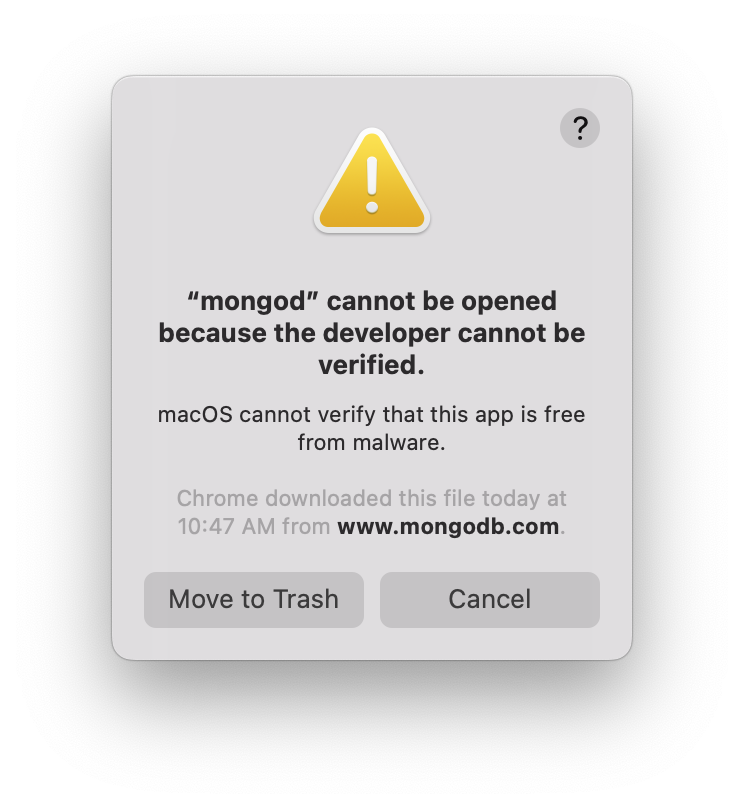 ?
“mongod” cannot be opened
because the developer cannot be
verified.
macOS cannot verify that this app is free
from malware.
Chrome downloaded this file today at
10:47 AM from www.mongodb.com.
Move to Trash
Cancel